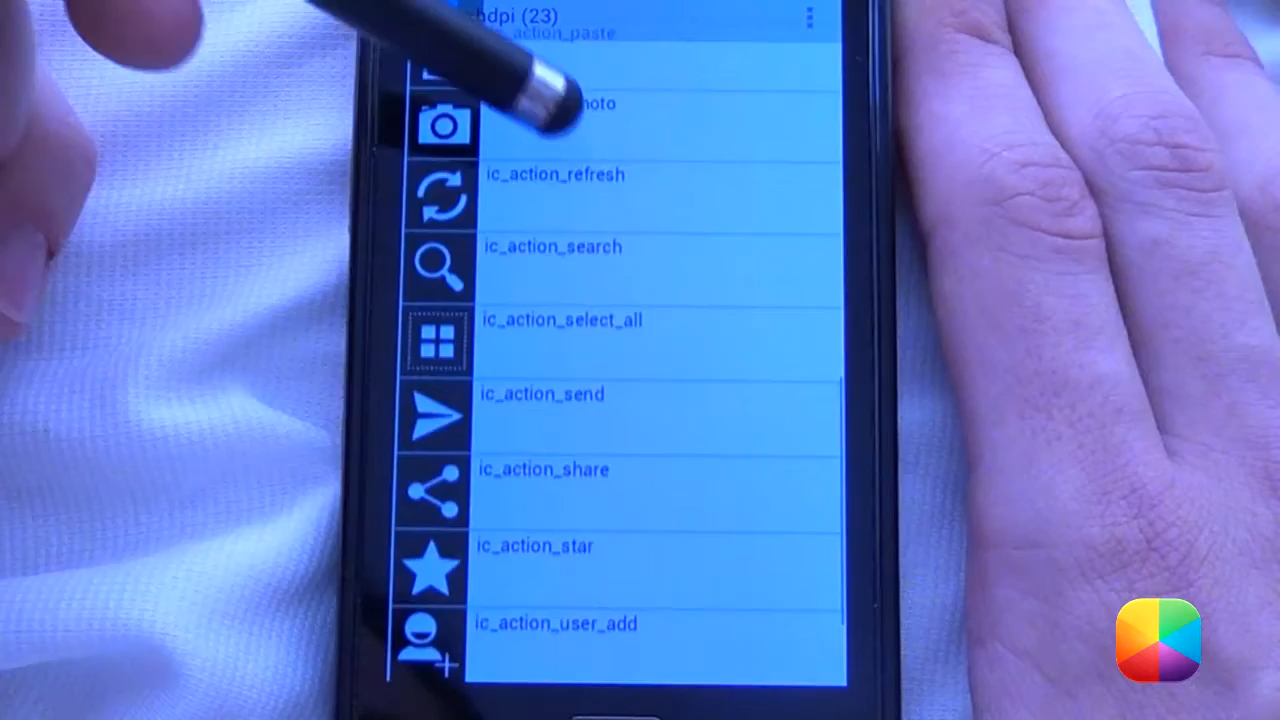 hdpi (23)
ic_action_paste
ic_action_refresh
ic_action_search
ic_action_select_all
ic_action_send
ic_action_share
ic_action_star
ic_action_user_add